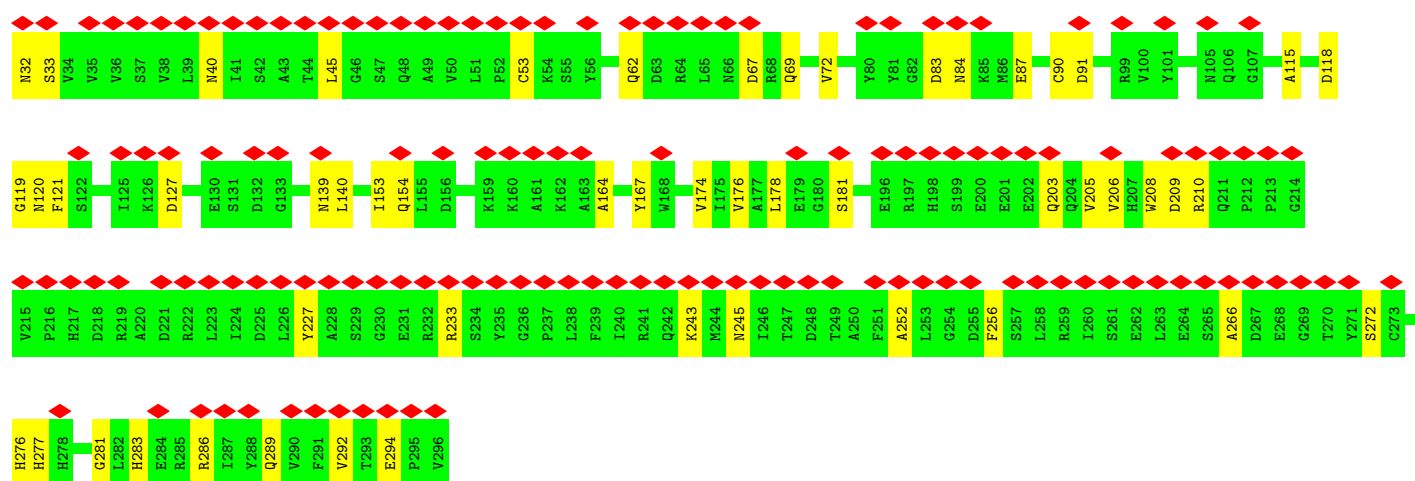 N32 S33 V34 V35 V36 S37 V38 L39 N40 I41 S42 A43 T44 L45 G46 S47 Q48 A49 V50 L51 P52 C53 K54 S55 Y56 Q62 D63 R64 L65 N66 D67 R68 Q69 V72 Y80 Y81 G82 D83 N84 K85 M86 E87 C90 D91 R99 V100 Y101 N105 Q106 G107 A115 D118
G119 N120 F121 S122 I125 K126 D127 E130 S131 D132 G133 N139 L140 I153 Q154 L155 D156 K159 K160 A161 K162 A163 A164 Y167 W168 V174 I175 V176 A177 L178 E179 G180 S181 E196 R197 H198 S199 E200 E201 E202 Q203 Q204 V205 V206 H207 W208 D209 R210 Q211 P212 P213 G214
V215 P216 H217 D218 R219 A220 D221 R222 L223 I224 D225 L226 Y227 A228 S229 G230 E231 R232 R233 S234 Y235 G236 P237 L238 F239 I240 R241 Q242 K243 M244 N245 I246 T247 D248 T249 A250 F251 A252 L253 G254 D255 F256 S257 L258 R259 I260 S261 E262 L263 E264 S265 A266 D267 E268 G269 T270 Y271 S272 C273
H276 H277 H278 G281 L282 H283 E284 R285 R286 I287 Y288 Q289 V290 F291 V292 T293 E294 P295 V296